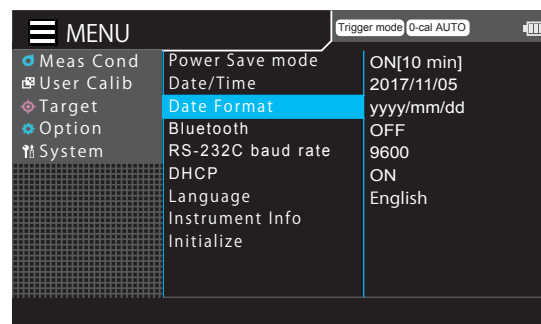 MENU
Trigger mode 0-cal AUTO
Meas Cond
User Calib
Target
Option
System
Power Save mode ON[10 min]
Date/Time 2017/11/05
Date Format yyyy/mm/dd
Bluetooth OFF
RS-232C baud rate 9600
DHCP ON
Language English
Instrument Info
Initialize